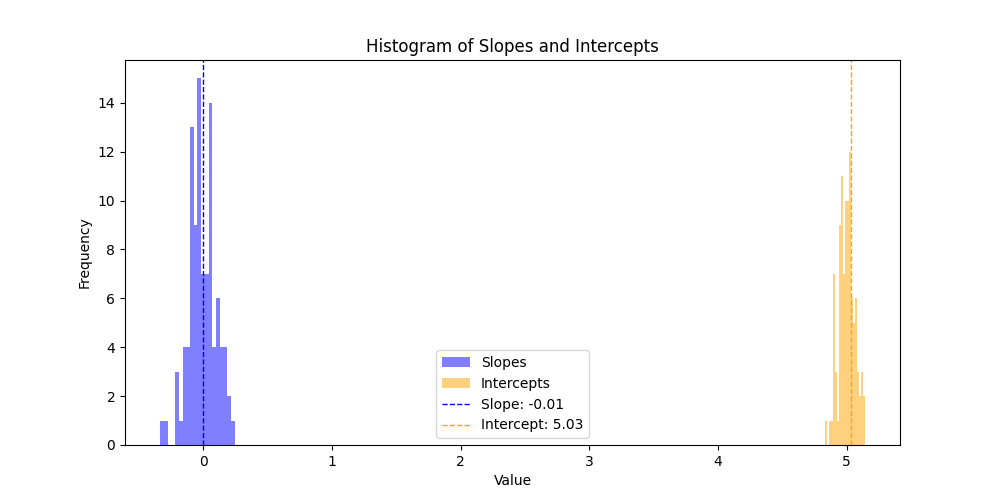 Histogram of Slopes and Intercepts
Frequency
14
12
10
8
6
4
2
0
Slopes
Intercepts
Slope: -0.01
Intercept: 5.03
0 1 2 3 4 5
Value